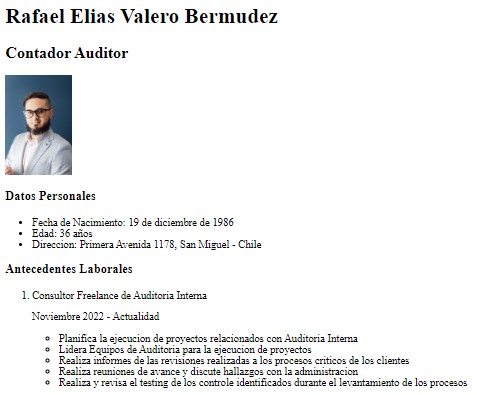 Rafael Elias Valero Bermudez
Contador Auditor
Datos Personales
Fecha de Nacimiento: 19 de diciembre de 1986
Edad: 36 años
Direccion: Primera Avenida 1178, San Miguel - Chile
Antecedentes Laborales
1. Consultor Freelance de Auditoria Interna
Noviembre 2022 - Actualidad
Planifica la ejecucion de proyectos relacionados con Auditoria Interna
Lidera Equipos de Auditoria para la ejecucion de proyectos
Realiza informes de las revisiones realizadas a los procesos criticos de los clientes
Realiza reuniones de avance y discute hallazgos con la administracion
Realiza y revisa el testing de los controle identificados durante el levantamiento de los procesos